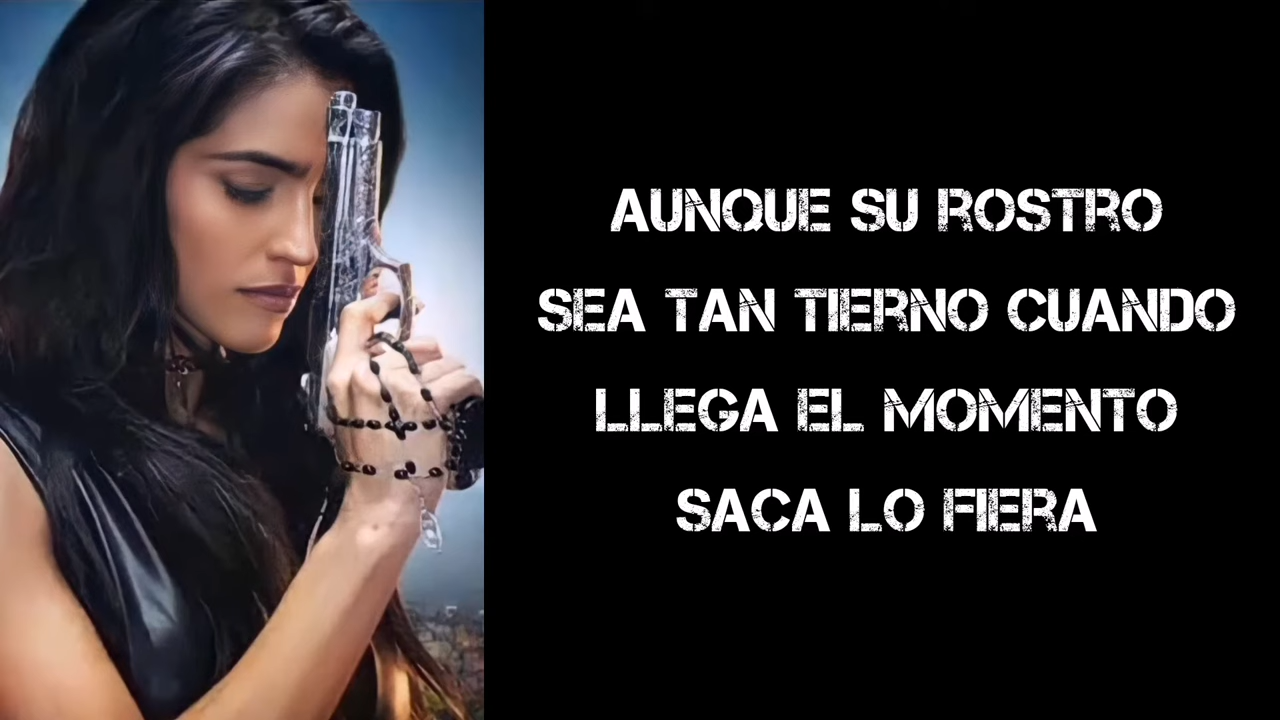 AUNQUE SU ROSTRO
SEA TAN TIERNO CUANDO
LLEGA EL MOMENTO
SACA LO FIERA